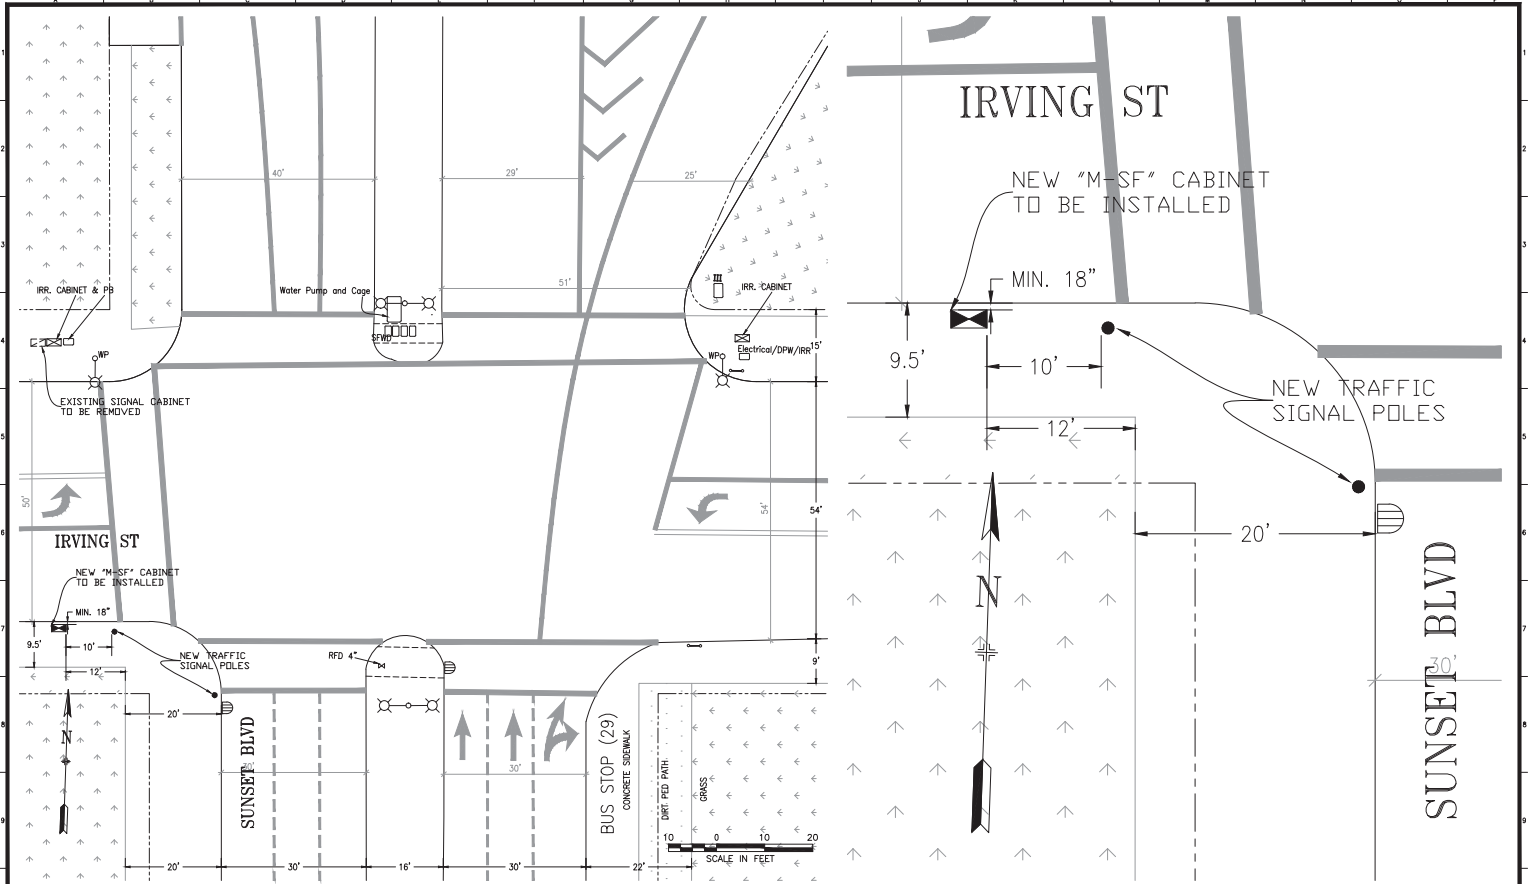 40'
29'
25'
51'
IRR. CABINET & PB
Water Pump and Cage
SFWD
IRR. CABINET
Electrical/DPW/IRR
15'
WP
WP
EXISTING SIGNAL CABINET
TO BE REMOVED
50'
54'
54'
IRVING ST
NEW "M-SF" CABINET
TO BE INSTALLED
MIN. 18"
9.5'
10'
12'
NEW TRAFFIC
SIGNAL POLES
RFD 4"
9'
20'
N
SUNSET BLVD
30'
30'
BUS STOP (29)
CONCRETE SIDEWALK
DIRT PED PATH
GRASS
10 0 10 20
SCALE IN FEET
20'
30'
16'
30'
22'
IRVING ST
NEW "M-SF" CABINET
TO BE INSTALLED
MIN. 18"
9.5'
10'
12'
NEW TRAFFIC
SIGNAL POLES
20'
N
SUNSET BLVD
30'